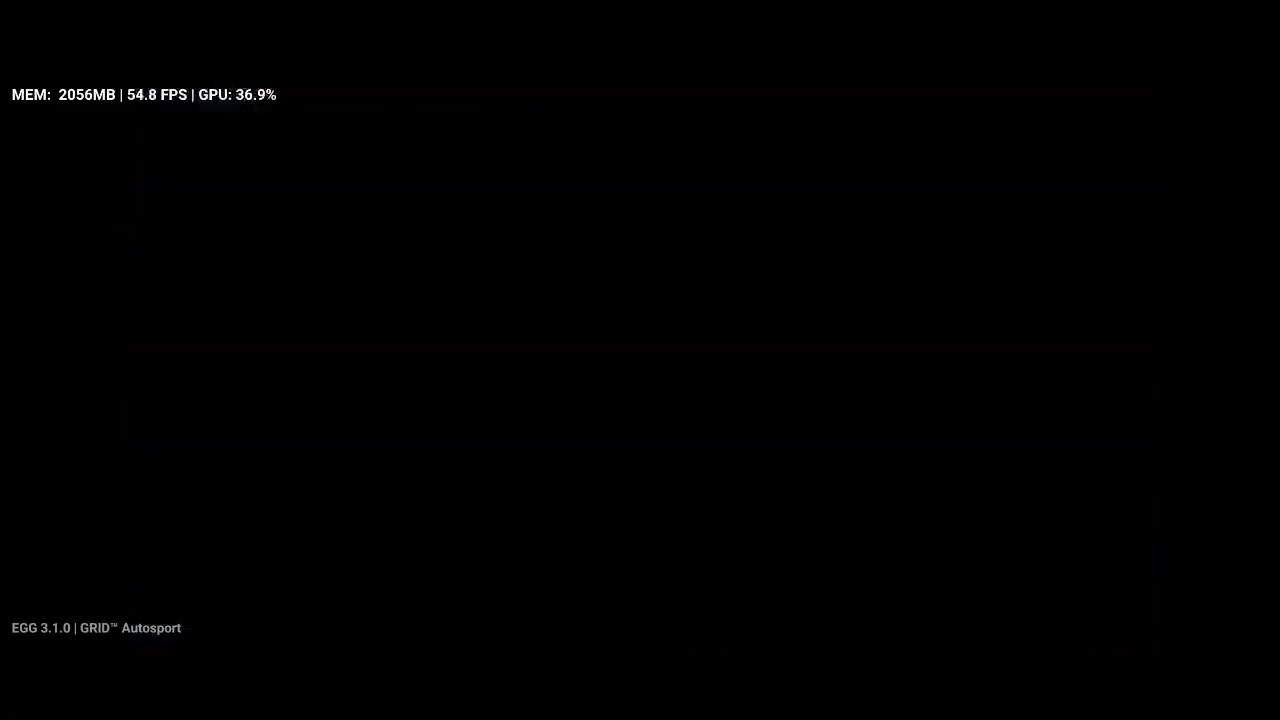 MEM:  2056MB | 54.8 FPS | GPU: 36.9%
EGG 3.1.0 | GRID™ Autosport